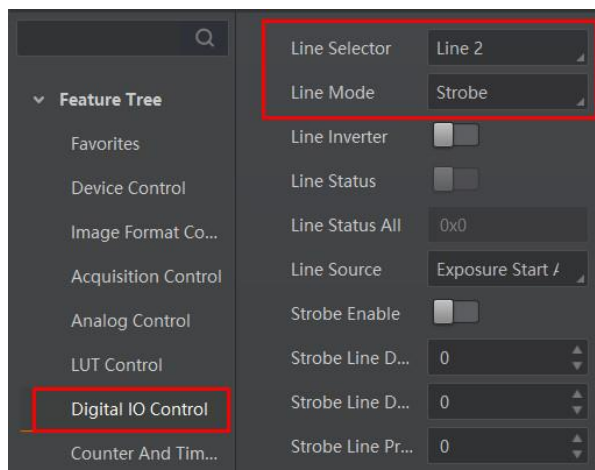 Feature Tree
Favorites
Device Control
Image Format Co...
Acquisition Control
Analog Control
LUT Control
Digital IO Control
Counter And Tim...
Line Selector Line 2
Line Mode Strobe
Line Inverter
Line Status
Line Status All 0x0
Line Source Exposure Start
Strobe Enable
Strobe Line D... 0
Strobe Line D... 0
Strobe Line Pr... 0